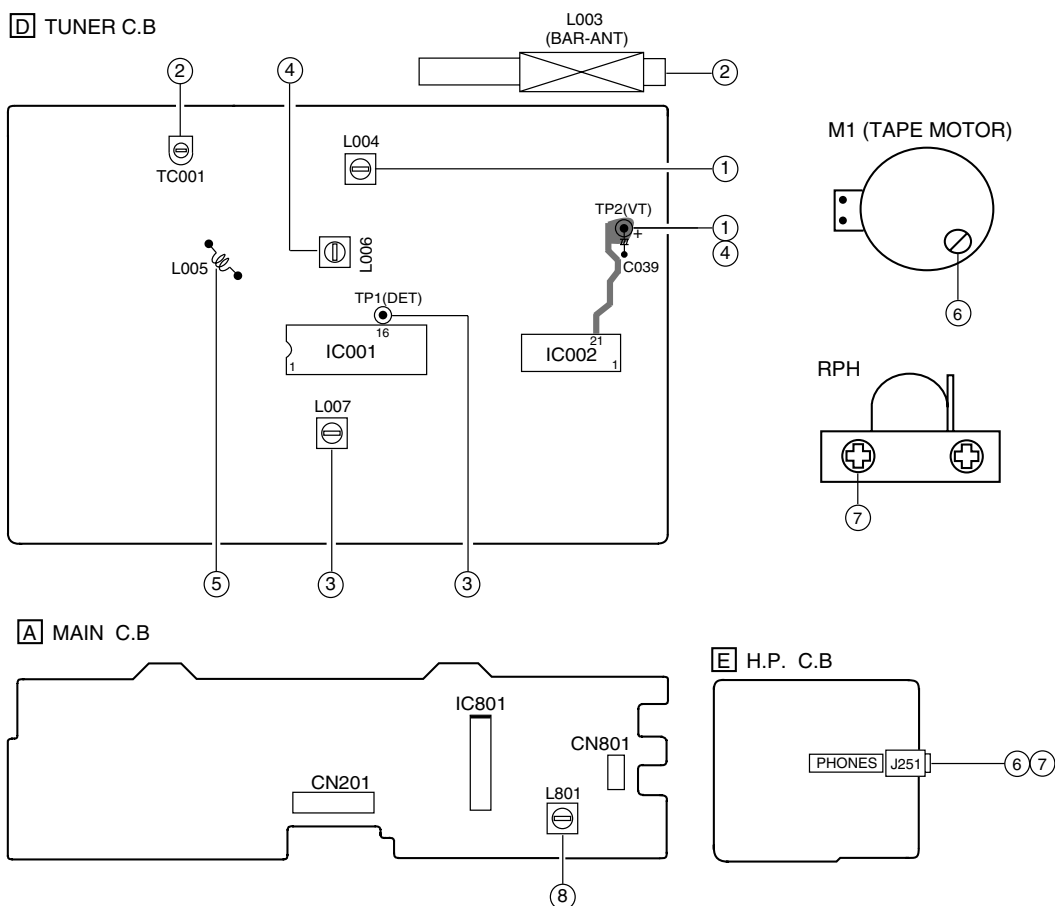 D TUNER C.B
L003
(BAR-ANT)
2
4
2
M1 (TAPE MOTOR)
L004
TC001
1
TP2(VT)
+
1
4
L006
L005
C039
TP1(DET)
16
IC001
1
21
IC002
1
6
RPH
L007
7
5
3
3
A MAIN C.B
E H.P. C.B
IC801
CN801
PHONES
J251
6
7
CN201
L801
8